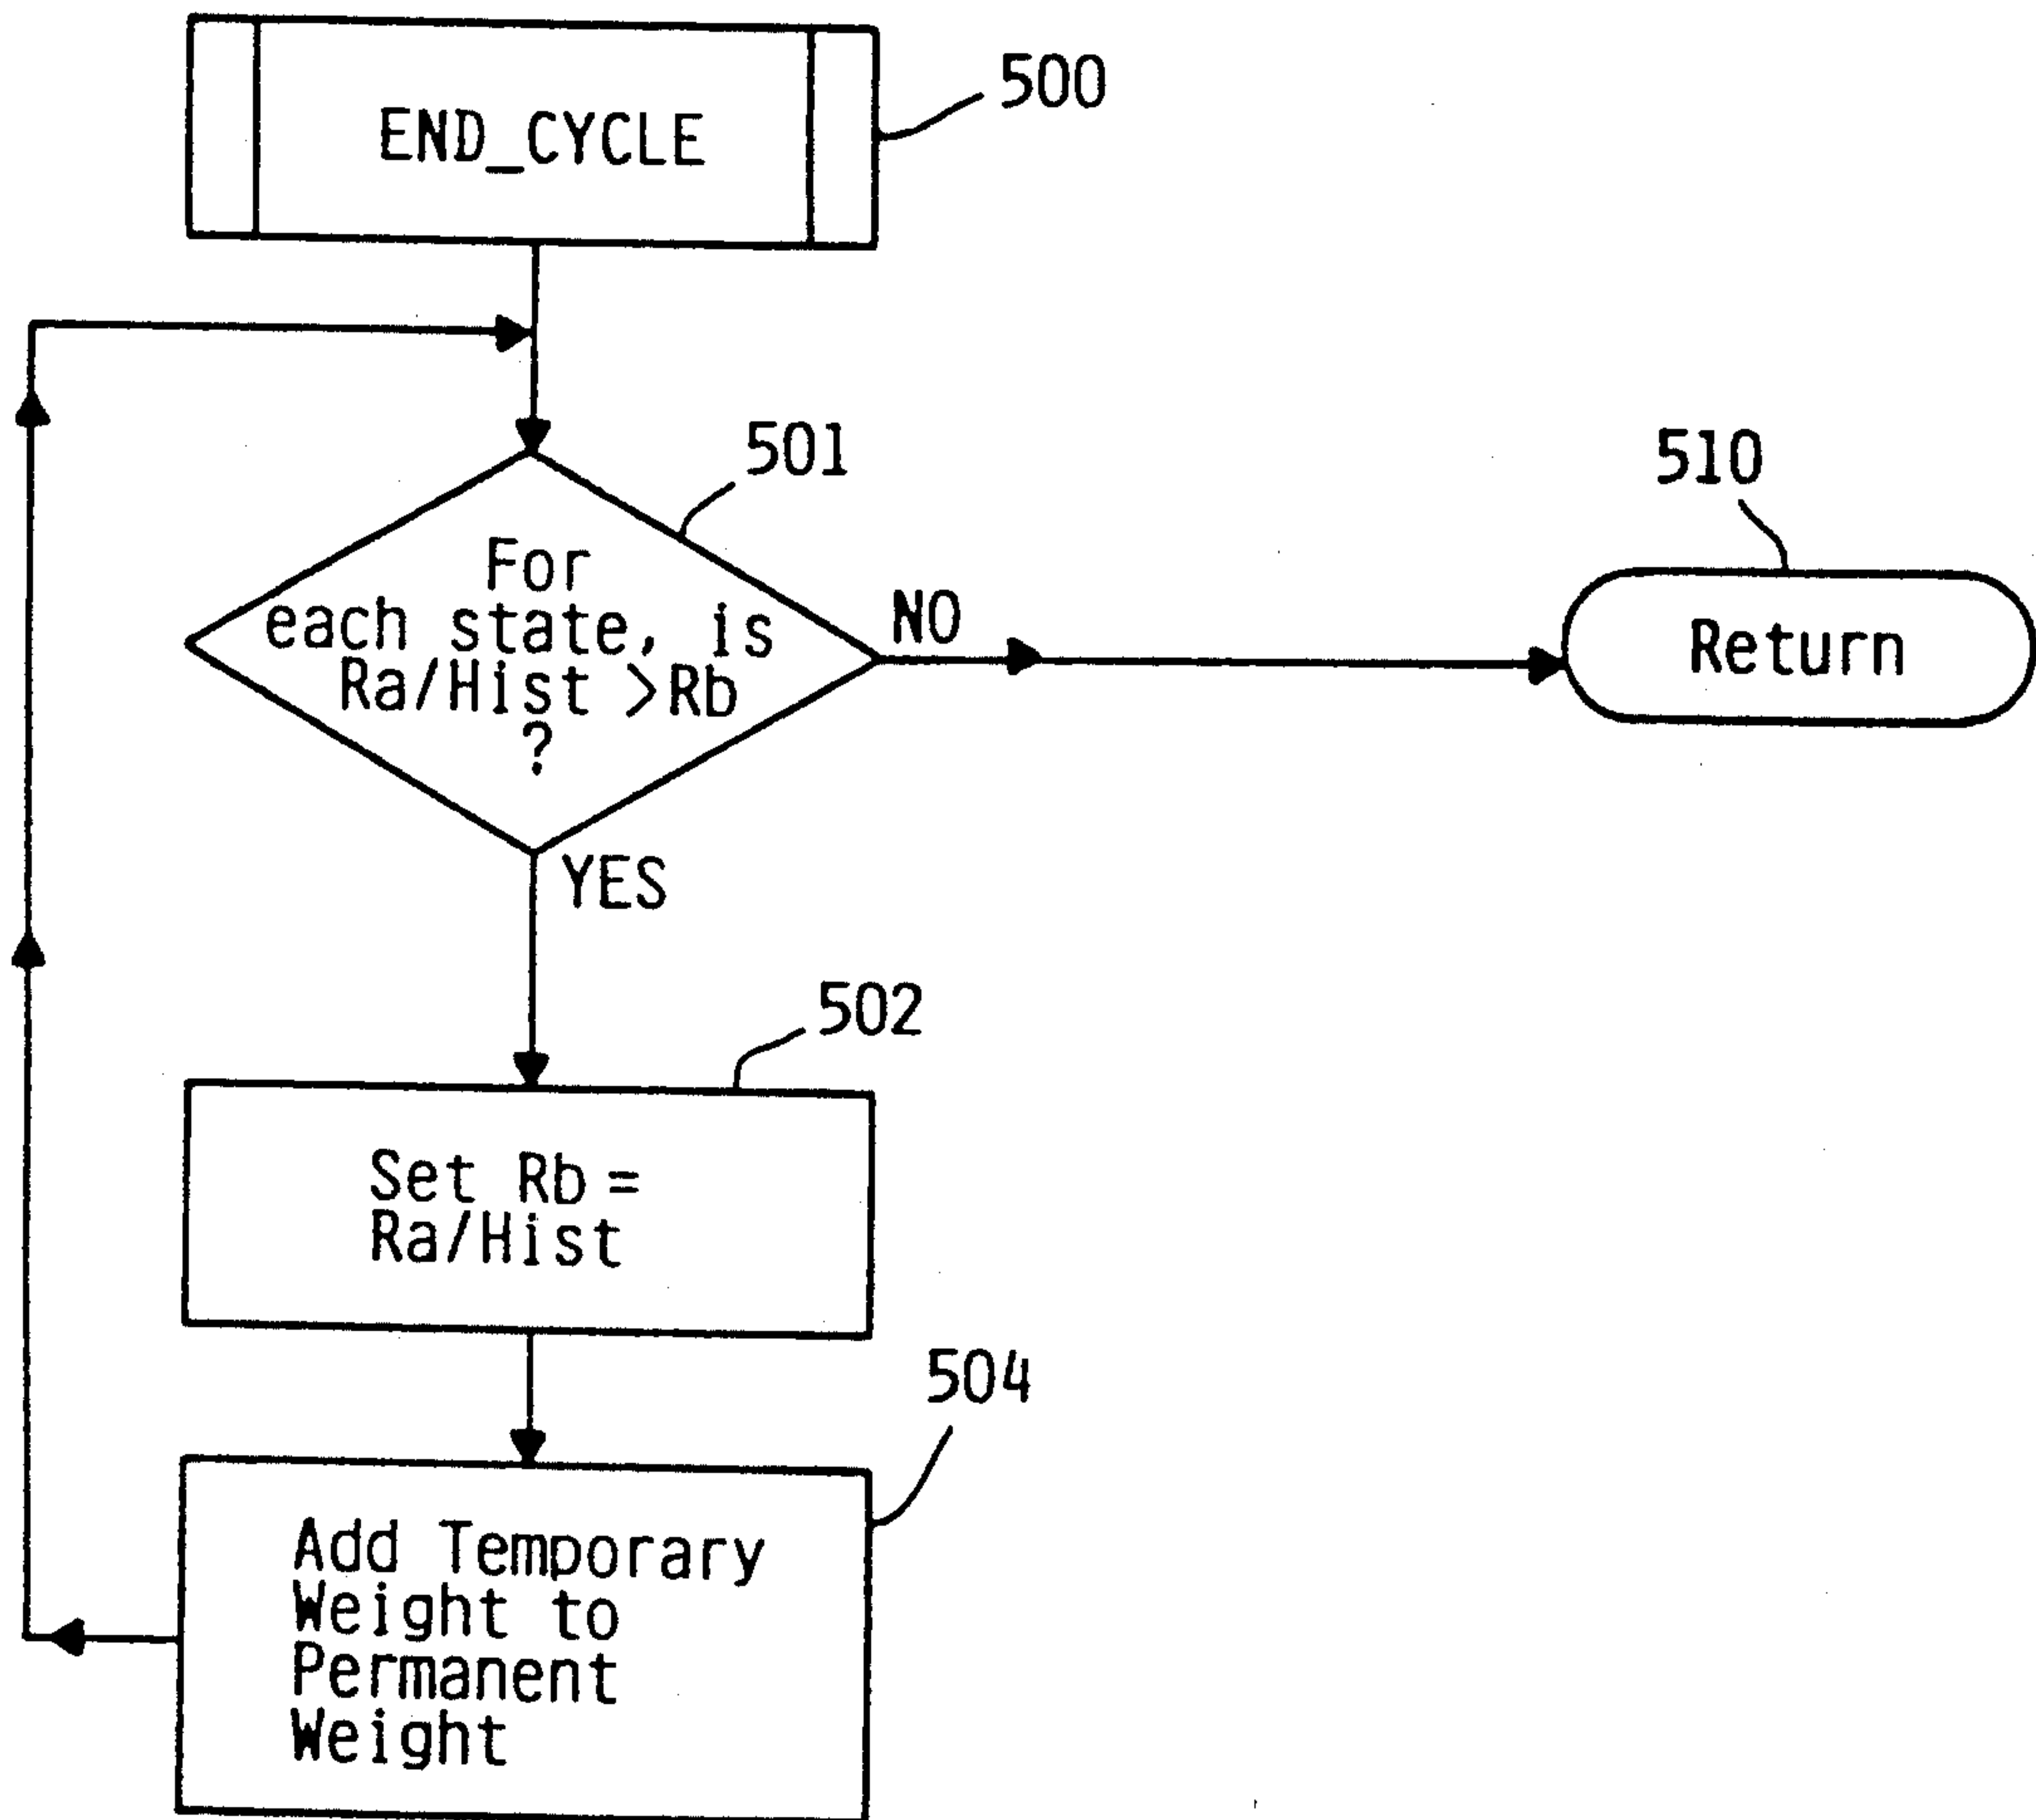 END_CYCLE
500
501
For
each state, is
Ra/Hist >Rb
?
NO
510
Return
YES
502
Set Rb =
Ra/Hist
504
Add Temporary
Weight to
Permanent
Weight